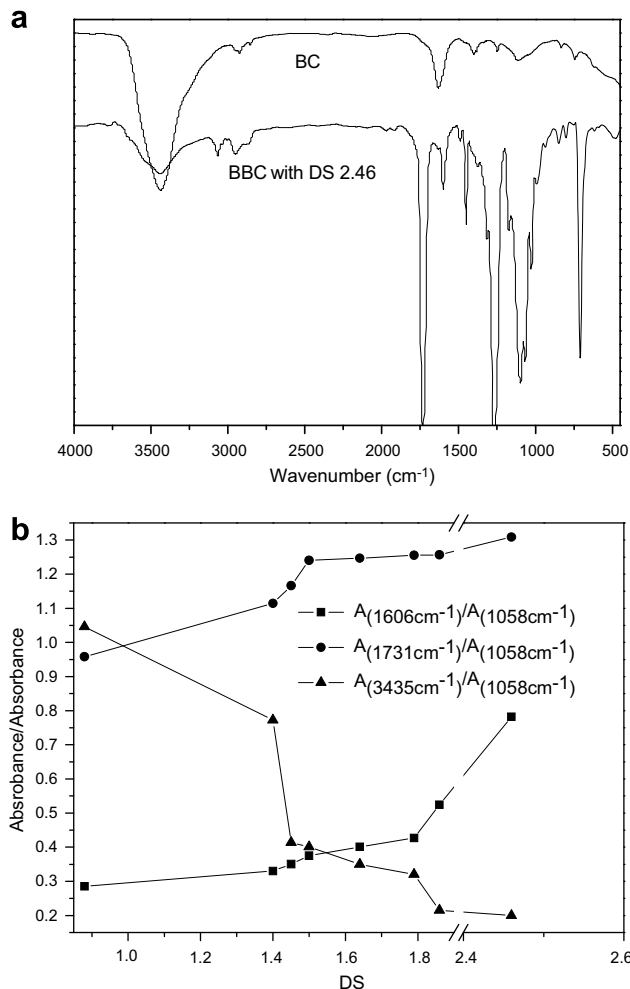 a
BC
BBC with DS 2.46
4000 3500 3000 2500 2000 1500 1000 500
Wavenumber (cm-1)
b
1.3
1.2
1.1
1.0
0.9
0.8
0.7
0.6
0.5
0.4
0.3
0.2
Absrobance/Absorbance
A(1606cm-1)/A(1058cm-1)
A(1731cm-1)/A(1058cm-1)
A(3435cm-1)/A(1058cm-1)
1.0 1.2 1.4 1.6 1.8 2.4 2.6
DS